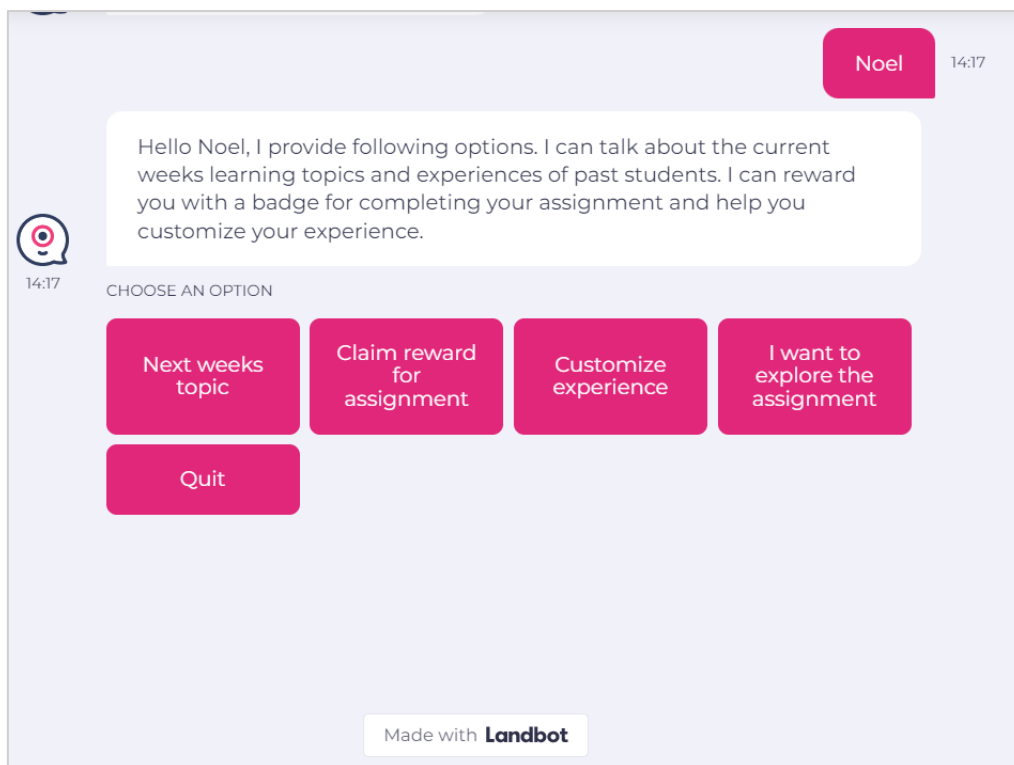 Noel
14:17
Hello Noel, I provide following options. I can talk about the current
weeks learning topics and experiences of past students. I can reward
you with a badge for completing your assignment and help you
customize your experience.
14:17
CHOOSE AN OPTION
Next weeks
topic
Claim reward
for
assignment
Customize
experience
I want to
explore the
assignment
Quit
Made with Landbot